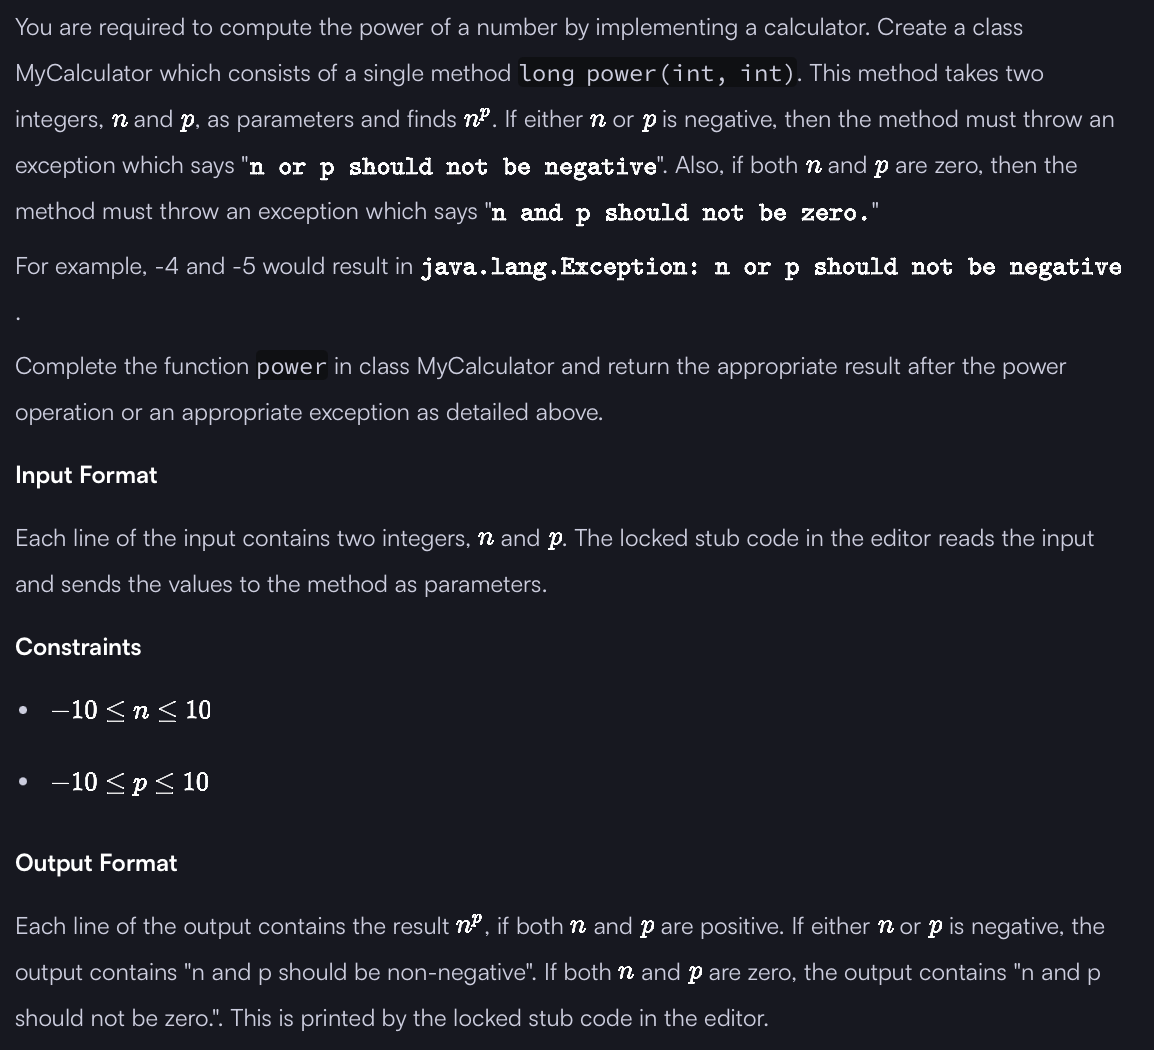 You are required to compute the power of a number by implementing a calculator. Create a class
MyCalculator which consists of a single method long power(int, int). This method takes two
integers, n and p, as parameters and finds n^p. If either n or p is negative, then the method must throw an
exception which says "n or p should not be negative". Also, if both n and p are zero, then the
method must throw an exception which says "n and p should not be zero."
For example, -4 and -5 would result in java.lang.Exception: n or p should not be negative
.
Complete the function power in class MyCalculator and return the appropriate result after the power
operation or an appropriate exception as detailed above.
Input Format
Each line of the input contains two integers, n and p. The locked stub code in the editor reads the input
and sends the values to the method as parameters.
Constraints
• −10 ≤ n ≤ 10
• −10 ≤ p ≤ 10
Output Format
Each line of the output contains the result n^p, if both n and p are positive. If either n or p is negative, the
output contains "n and p should be non-negative". If both n and p are zero, the output contains "n and p
should not be zero.". This is printed by the locked stub code in the editor.